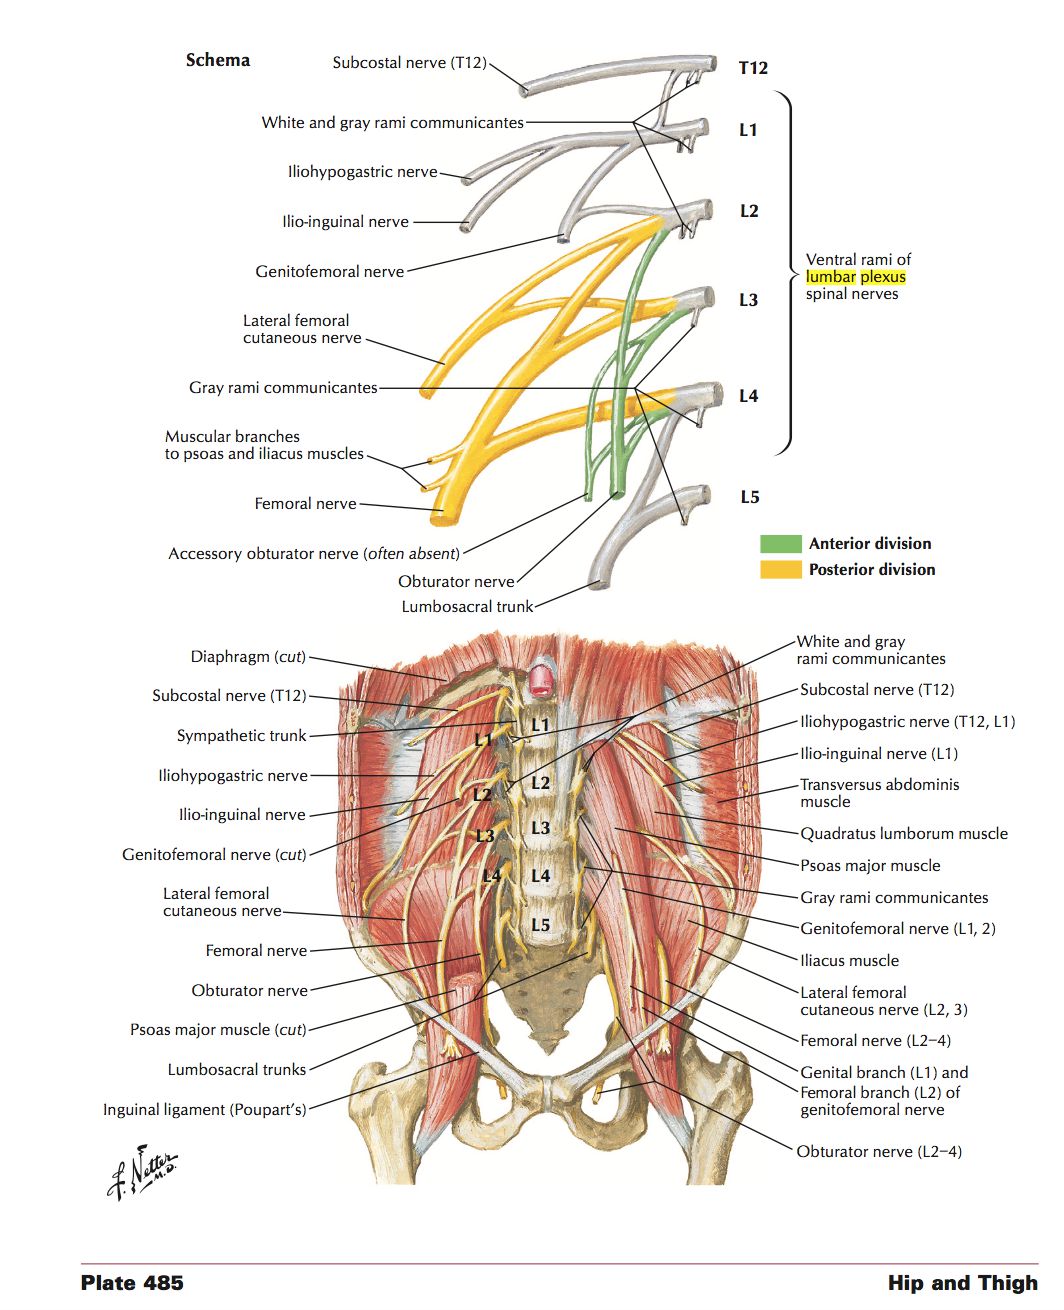 Schema
Subcostal nerve (T12)
T12
White and gray rami communicantes
L1
Iliohypogastric nerve
Ilio-inguinal nerve
L2
Genitofemoral nerve
Ventral rami of
lumbar plexus
spinal nerves
L3
Lateral femoral
cutaneous nerve
Gray rami communicantes
L4
Muscular branches
to psoas and iliacus muscles
Femoral nerve
L5
Accessory obturator nerve (often absent)
Obturator nerve
Lumbosacral trunk
Anterior division
Posterior division
Diaphragm (cut)
Subcostal nerve (T12)
Sympathetic trunk
Iliohypogastric nerve
Ilio-inguinal nerve
Genitofemoral nerve (cut)
Lateral femoral
cutaneous nerve
Femoral nerve
Obturator nerve
Psoas major muscle (cut)
Lumbosacral trunks
Inguinal ligament (Poupart's)
L1
L2
L3
L4
L1
L2
L3
L4
L5
White and gray
rami communicantes
Subcostal nerve (T12)
Iliohypogastric nerve (T12, L1)
Ilio-inguinal nerve (L1)
Transversus abdominis
muscle
Quadratus lumborum muscle
Psoas major muscle
Gray rami communicantes
Genitofemoral nerve (L1, 2)
Iliacus muscle
Lateral femoral
cutaneous nerve (L2, 3)
Femoral nerve (L2–4)
Genital branch (L1) and
Femoral branch (L2) of
genitofemoral nerve
Obturator nerve (L2–4)
F. Netter
M.D.
Plate 485
Hip and Thigh